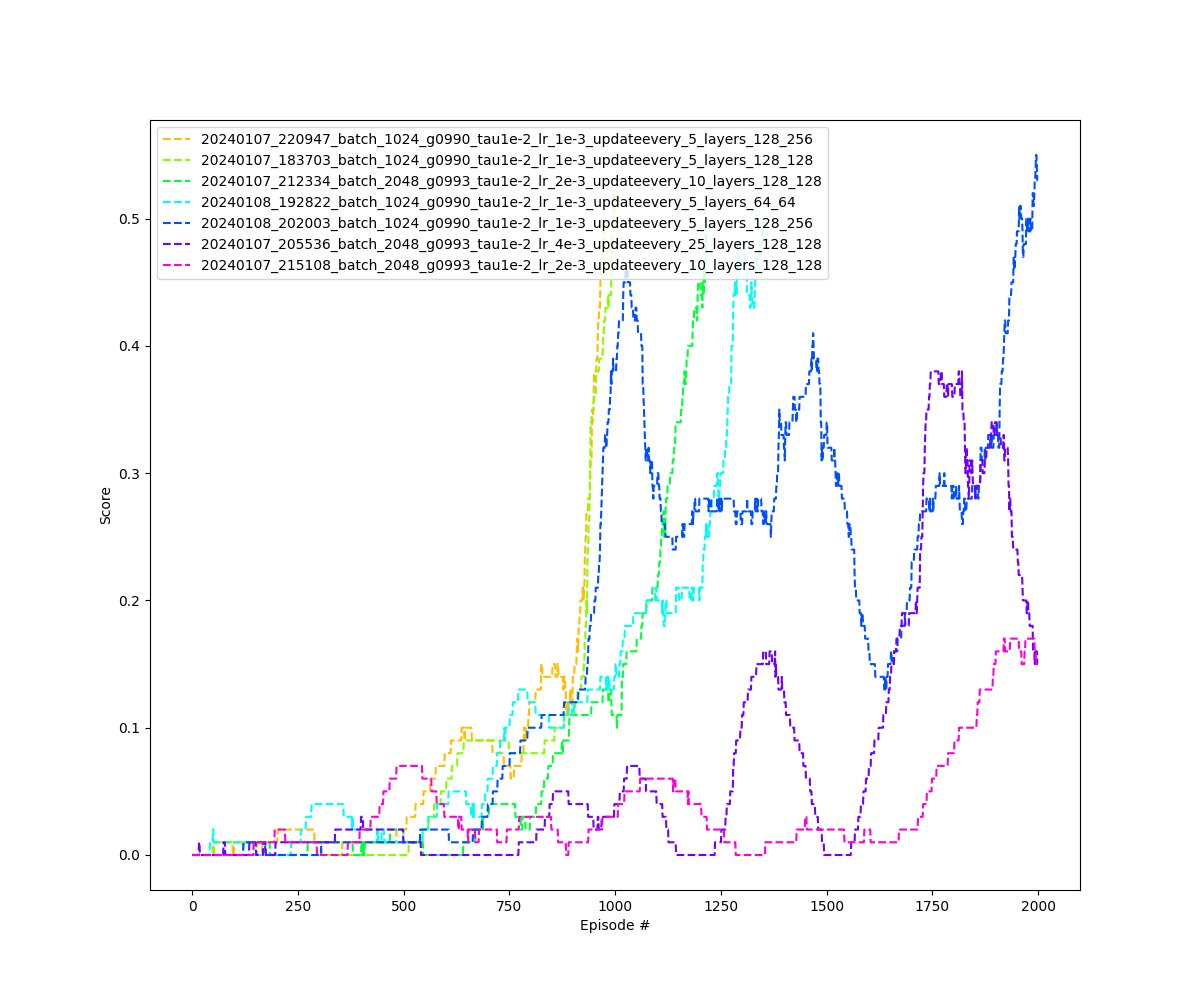 20240107_220947_batch_1024_g0990_tau1e-2_lr_1e-3_updateevery_5_layers_128_256
20240107_183703_batch_1024_g0990_tau1e-2_lr_1e-3_updateevery_5_layers_128_128
20240107_212334_batch_2048_g0993_tau1e-2_lr_2e-3_updateevery_10_layers_128_128
20240108_192822_batch_1024_g0990_tau1e-2_lr_1e-3_updateevery_5_layers_64_64
20240108_202003_batch_1024_g0990_tau1e-2_lr_1e-3_updateevery_5_layers_128_256
20240107_205536_batch_2048_g0993_tau1e-2_lr_4e-3_updateevery_25_layers_128_128
20240107_215108_batch_2048_g0993_tau1e-2_lr_2e-3_updateevery_10_layers_128_128
0.5
0.4
0.3
0.2
0.1
0.0
Score
0 250 500 750 1000 1250 1500 1750 2000
Episode #